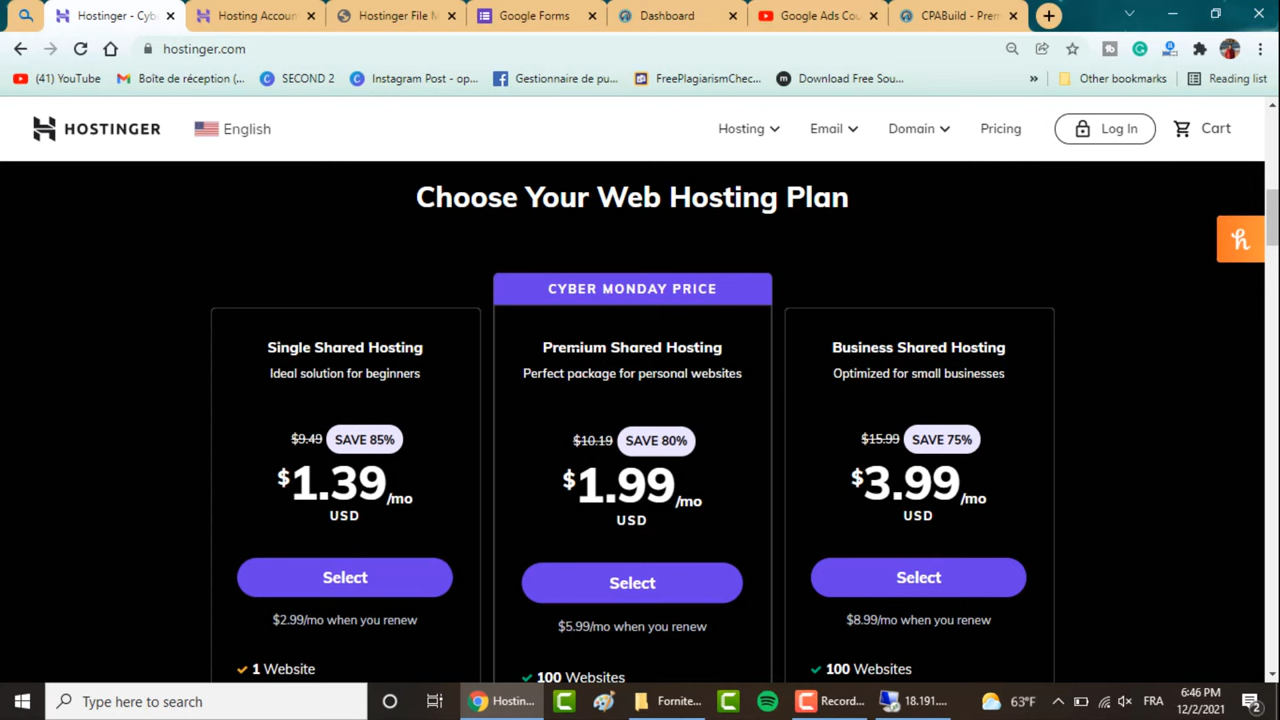 Hostinger - Cyb
Hosting Accoun
Hostinger File M
Google Forms
Dashboard
Google Ads Cou
CPABuild - Prem
hostinger.com
(41) YouTube
Boîte de réception (...
SECOND 2
Instagram Post - op...
Gestionnaire de pu...
FreePlagiarismChec...
Download Free Sou...
»
Other bookmarks
Reading list
HOSTINGER
English
Hosting
Email
Domain
Pricing
Log In
Cart
Choose Your Web Hosting Plan
CYBER MONDAY PRICE
Single Shared Hosting
Ideal solution for beginners
$9.49 SAVE 85%
$1.39/mo
USD
Select
$2.99/mo when you renew
1 Website
Premium Shared Hosting
Perfect package for personal websites
$10.19 SAVE 80%
$1.99/mo
USD
Select
$5.99/mo when you renew
100 Websites
Business Shared Hosting
Optimized for small businesses
$15.99 SAVE 75%
$3.99/mo
USD
Select
$8.99/mo when you renew
100 Websites
Type here to search
Hostin...
Fornite...
Record...
18.191....
63°F
FRA
6:46 PM
12/2/2021
2